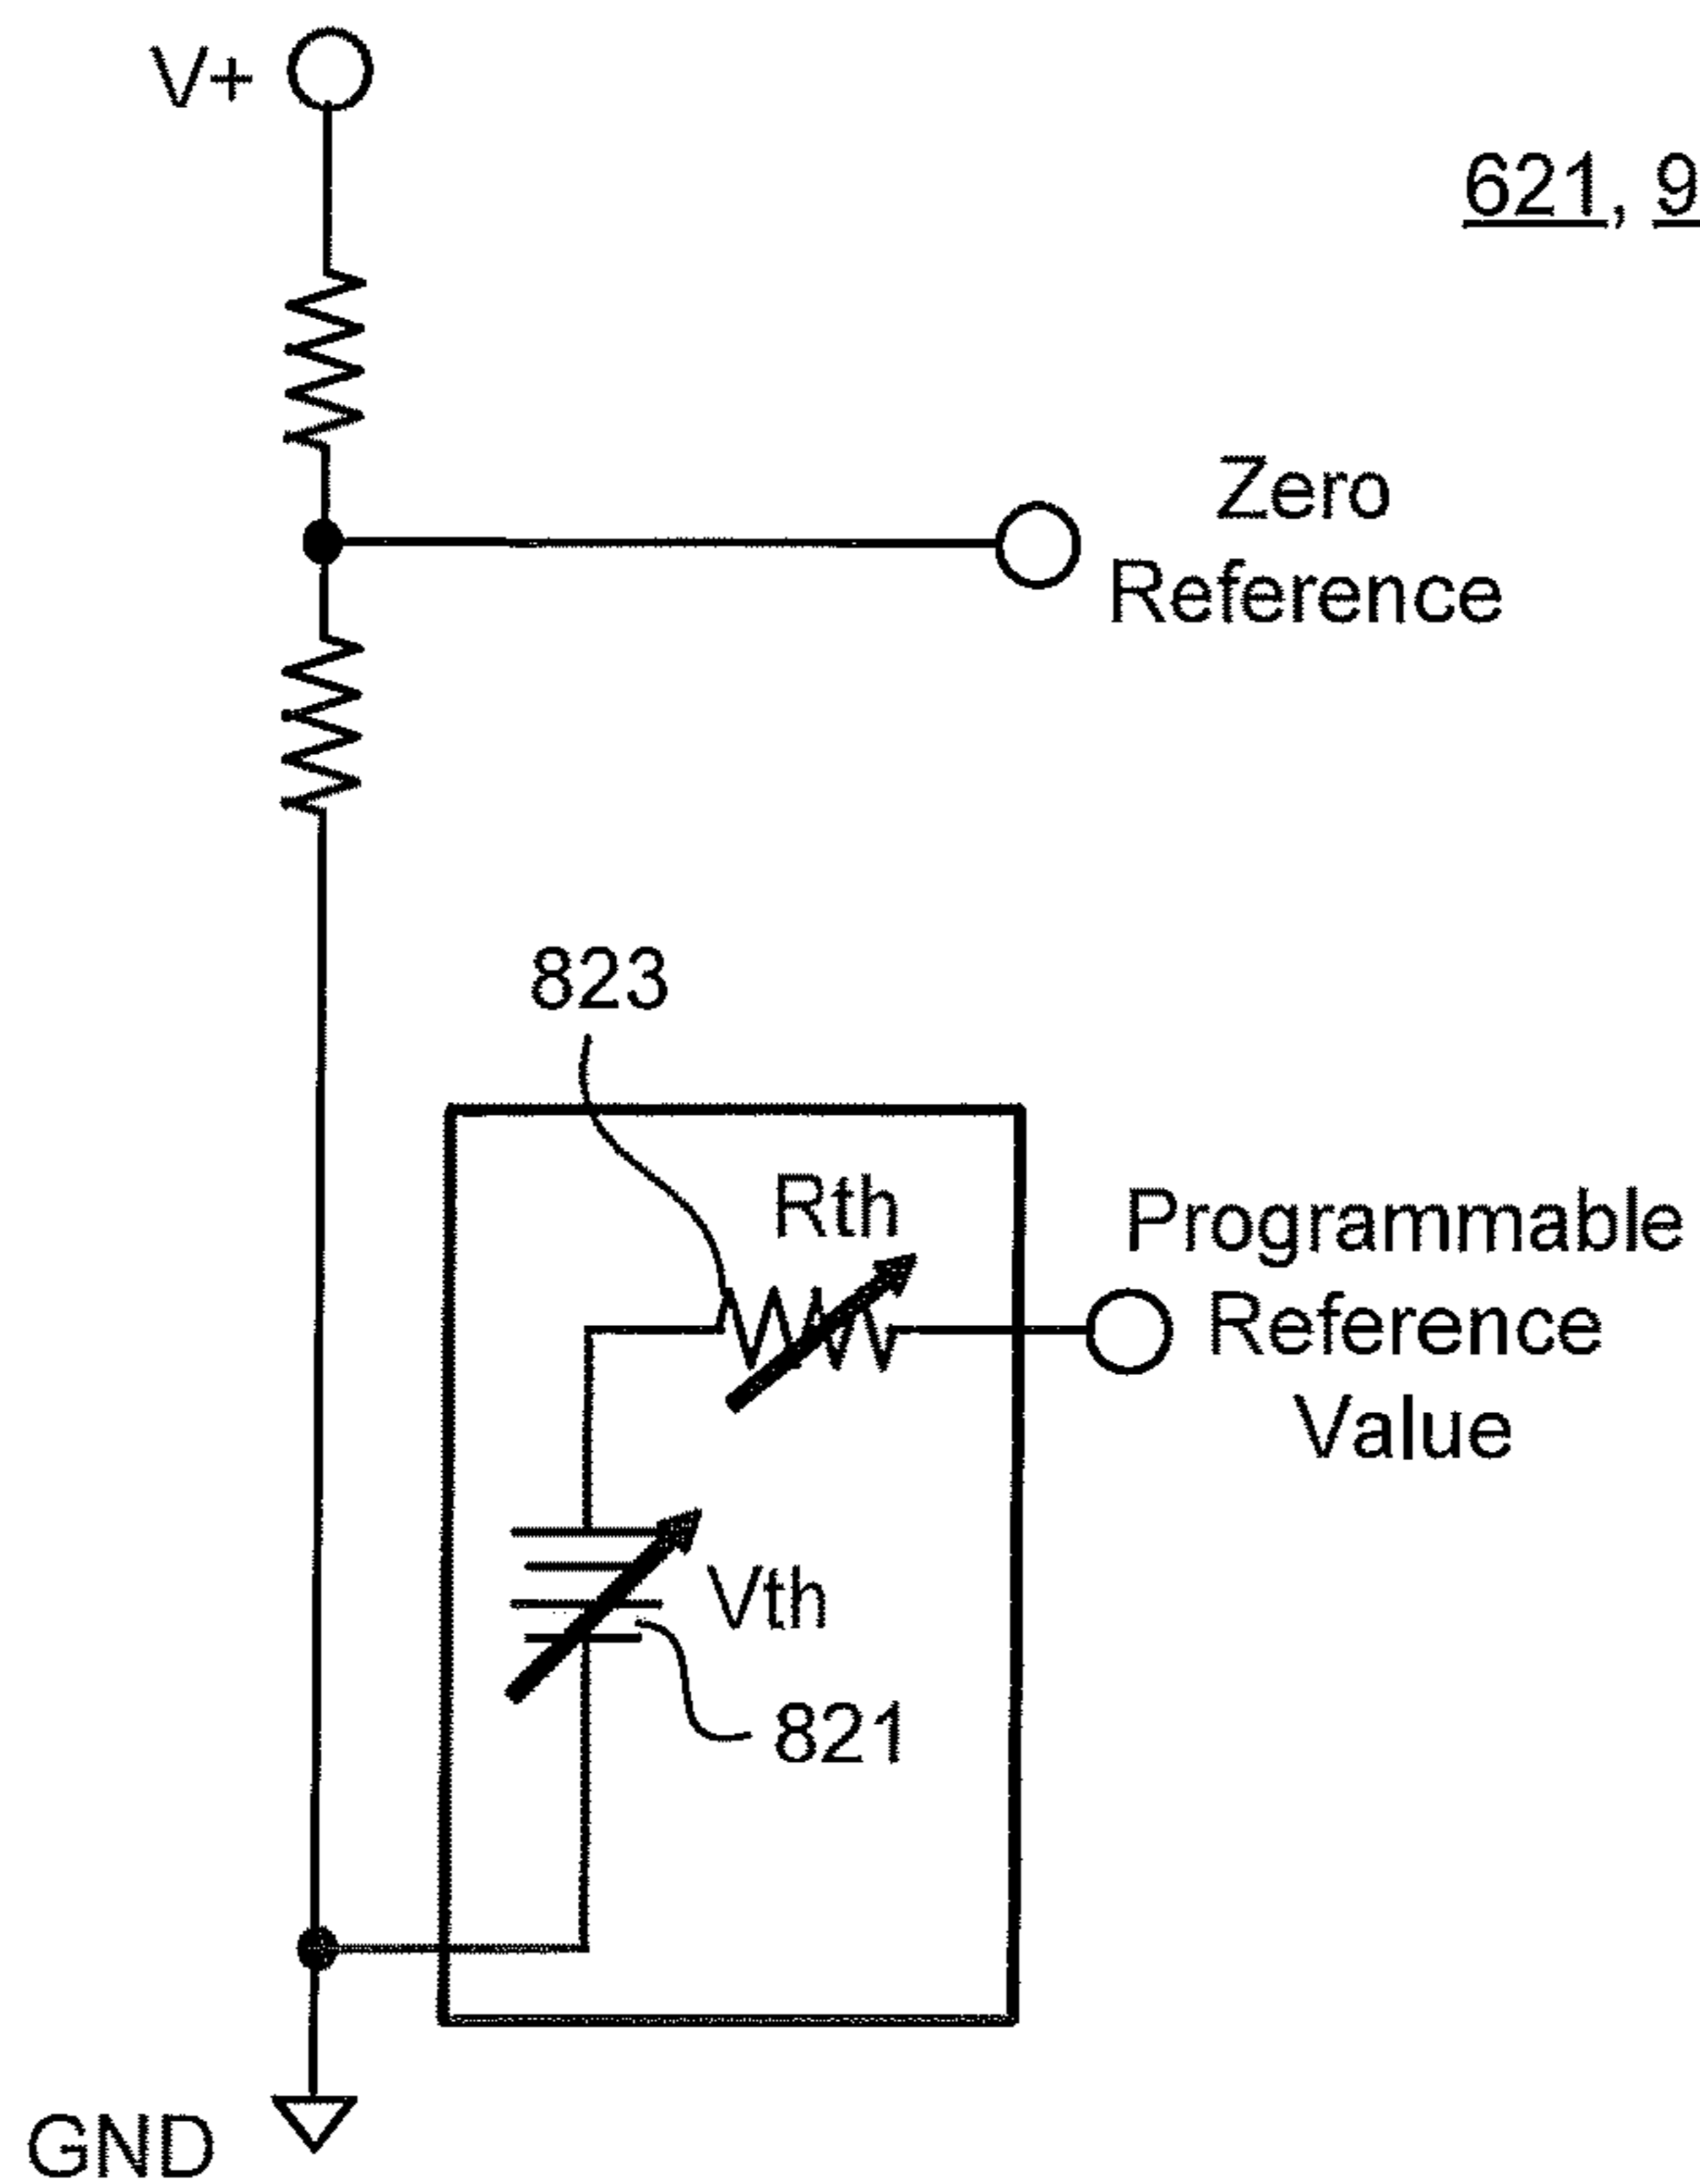 V+
621, 9
Zero
Reference
823
Rth
Programmable
Reference
Value
Vth
821
GND